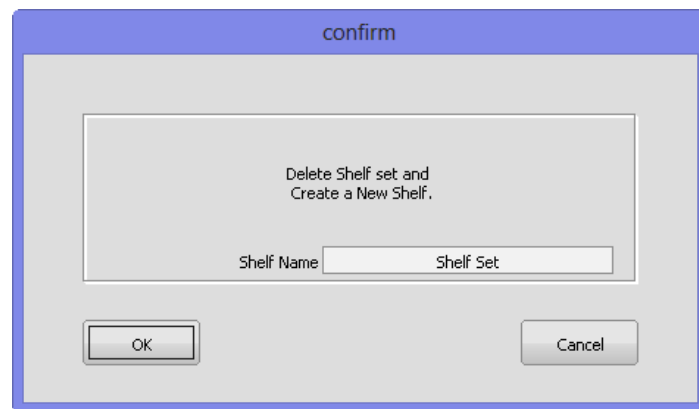 confirm
Delete Shelf set and
Create a New Shelf.
Shelf Name Shelf Set
OK Cancel